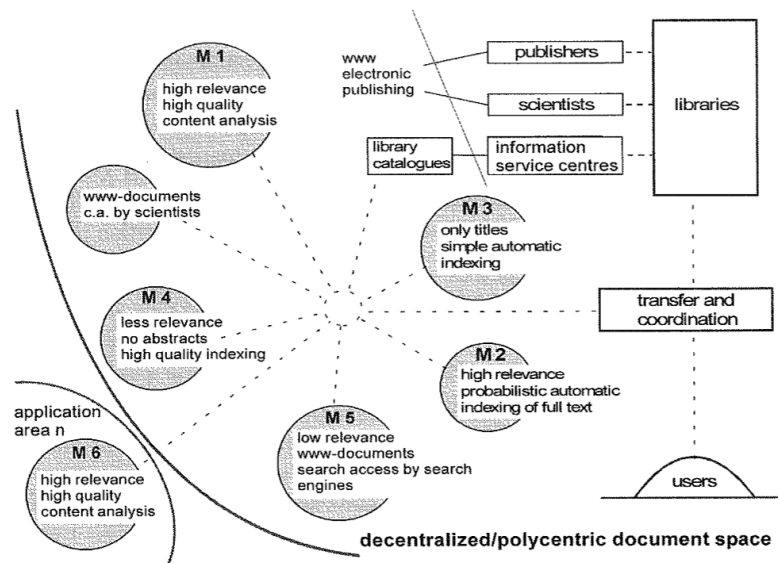 M 1
high relevance
high quality
content analysis
www
electronic
publishing
publishers
scientists
libraries
library
catalogues
information
service centres
www-documents
c.a. by scientists
M 3
only titles
simple automatic
indexing
M 4
less relevance
no abstracts
high quality indexing
transfer and
coordination
M 2
high relevance
probabilistic automatic
indexing of full text
application
area n
M 6
high relevance
high quality
content analysis
M 5
low relevance
www-documents
search access by search
engines
users
decentralized/polycentric document space